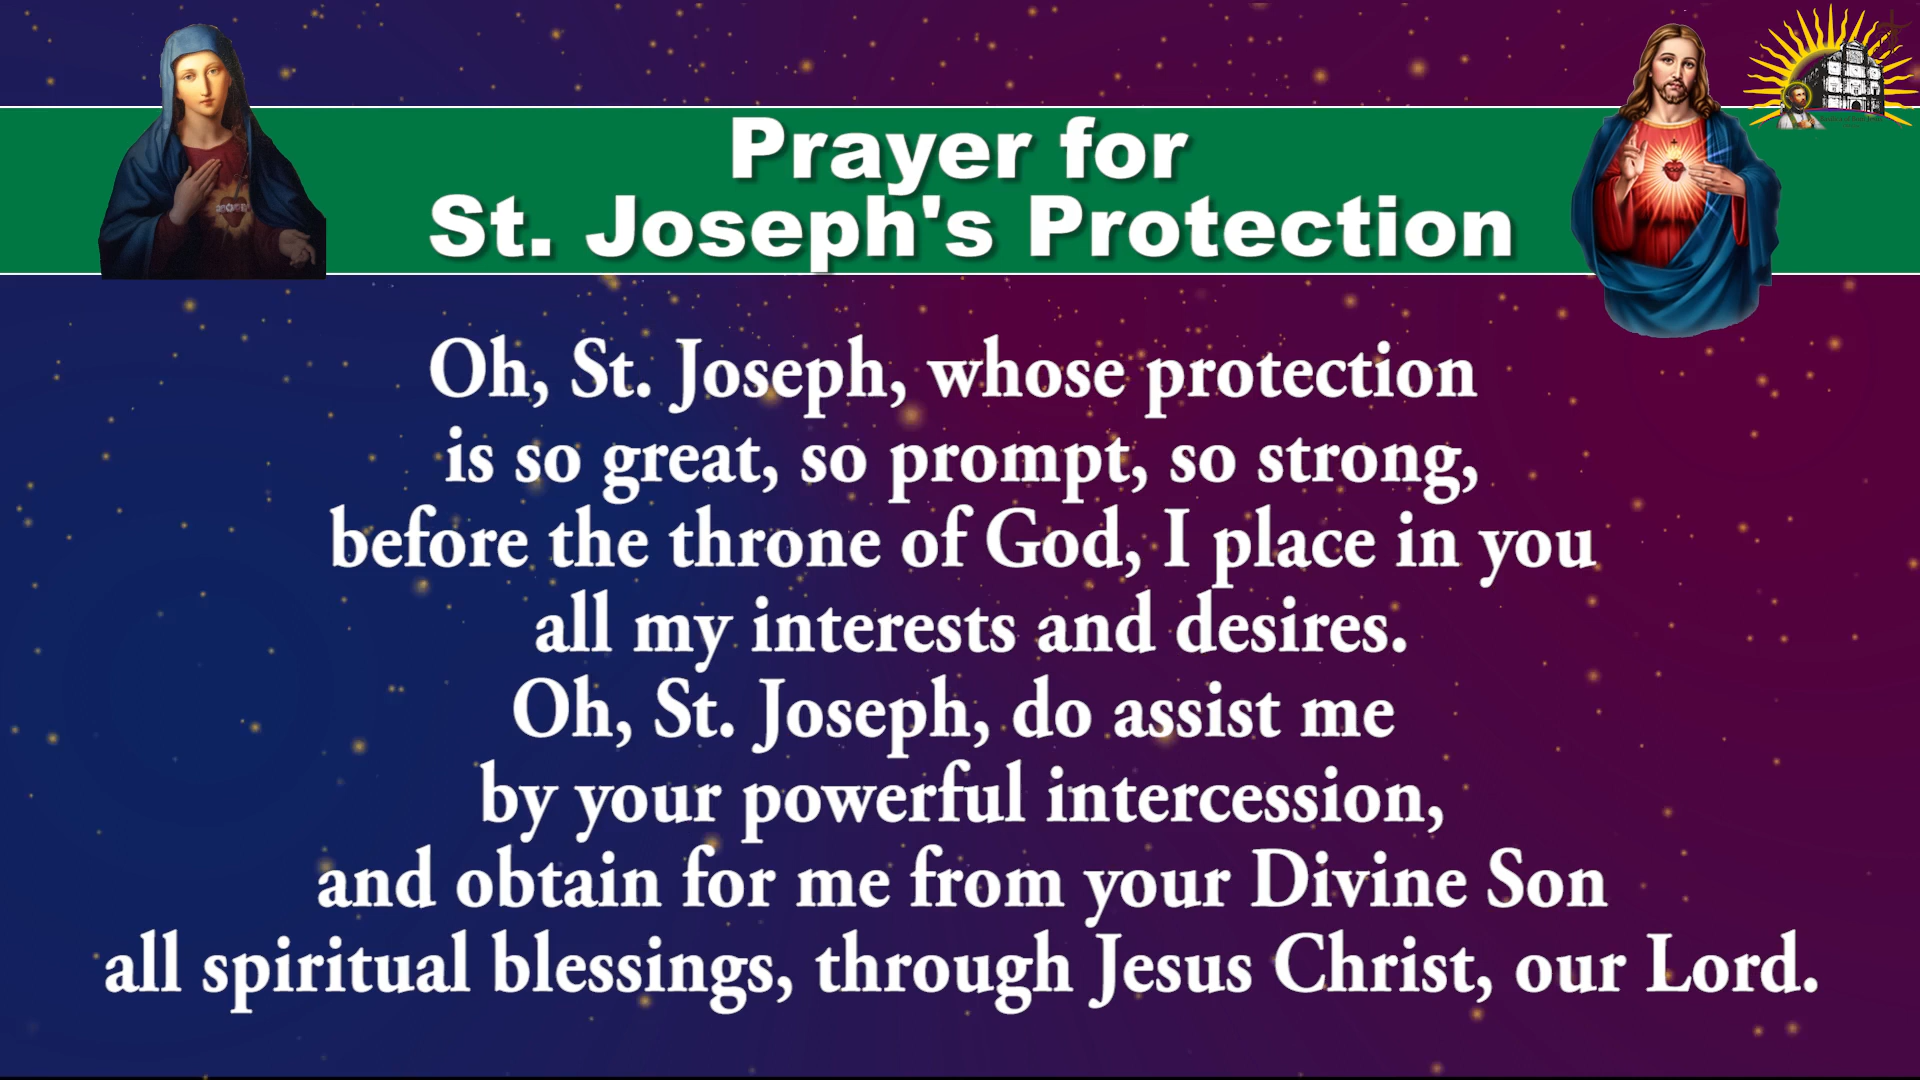 Prayer for
St. Joseph's Protection
Oh, St. Joseph, whose protection
is so great, so prompt, so strong,
before the throne of God, I place in you
all my interests and desires.
Oh, St. Joseph, do assist me
by your powerful intercession,
and obtain for me from your Divine Son
all spiritual blessings, through Jesus Christ, our Lord.